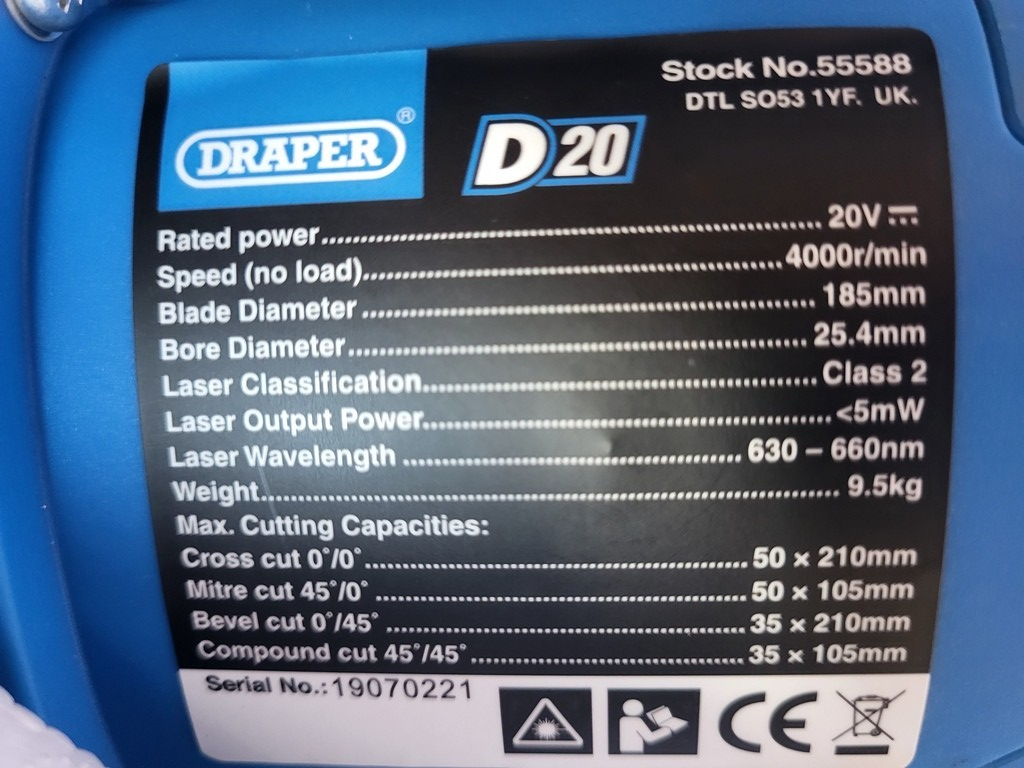 Stock No.55588
DTL SO53 1YF. UK.
DRAPER®
D20
Rated power........ 20V
Speed (no load)........ 4000r/min
Blade Diameter........ 185mm
Bore Diameter........ 25.4mm
Laser Classification........ Class 2
Laser Output Power........ <5mW
Laser Wavelength........ 630 – 660nm
Weight........ 9.5kg
Max. Cutting Capacities:
Cross cut 0°/0°........ 50 × 210mm
Mitre cut 45°/0°........ 50 × 105mm
Bevel cut 0°/45°........ 35 × 210mm
Compound cut 45°/45°........ 35 × 105mm
Serial No.:19070221
CE